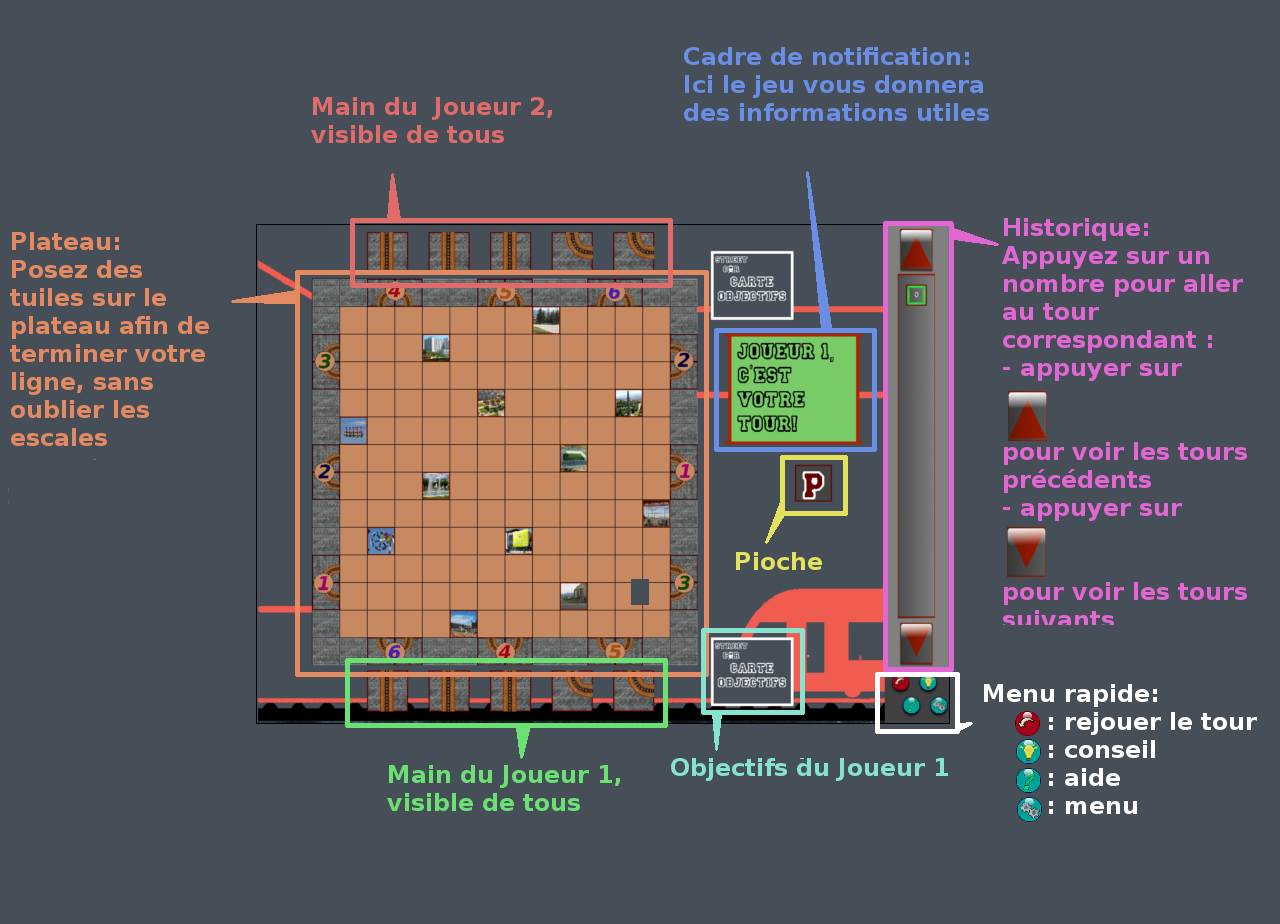 Cadre de notification:
Ici le jeu vous donnera
des informations utiles
Main du  Joueur 2,
visible de tous
Plateau:
Posez des
tuiles sur le
plateau afin de
terminer votre
ligne, sans
oublier les
escales
4
5
6
3
2
2
1
1
3
6
4
5
STREET
CAR
CARTE
OBJECTIFS
JOUEUR 1,
C'EST
VOTRE
TOUR!
P
Pioche
0
STREET
CAR
CARTE
OBJECTIFS
Historique:
Appuyez sur un
nombre pour aller
au tour
correspondant :
- appuyer sur
pour voir les tours
précédents
- appuyer sur
pour voir les tours
suivants
Main du Joueur 1,
visible de tous
Objectifs du Joueur 1
Menu rapide:
: rejouer le tour
: conseil
?
: aide
: menu